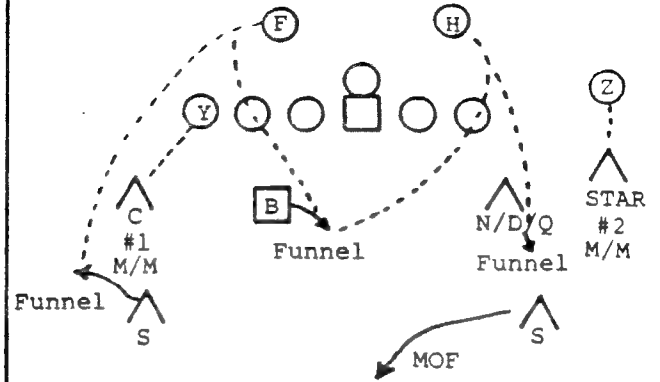 F
H
Z
Y
B
C
#1
M/M
N/D/Q
STAR
#2
M/M
Funnel
Funnel
Funnel
S
S
MOF